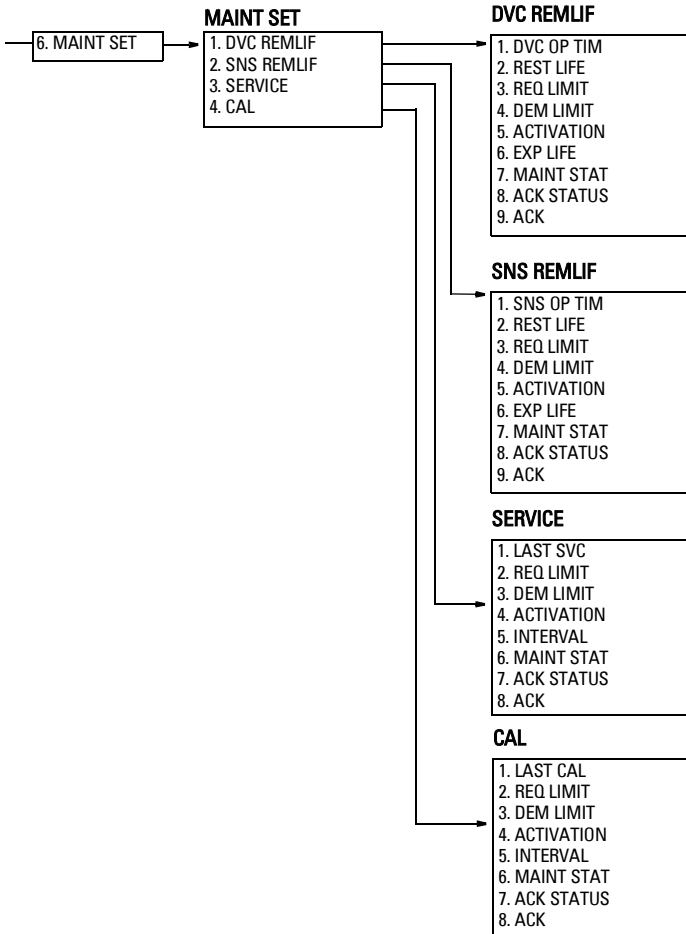 6. MAINT SET
MAINT SET
1. DVC REMLIF
2. SNS REMLIF
3. SERVICE
4. CAL
DVC REMLIF
1. DVC OP TIM
2. REST LIFE
3. REQ LIMIT
4. DEM LIMIT
5. ACTIVATION
6. EXP LIFE
7. MAINT STAT
8. ACK STATUS
9. ACK
SNS REMLIF
1. SNS OP TIM
2. REST LIFE
3. REQ LIMIT
4. DEM LIMIT
5. ACTIVATION
6. EXP LIFE
7. MAINT STAT
8. ACK STATUS
9. ACK
SERVICE
1. LAST SVC
2. REQ LIMIT
3. DEM LIMIT
4. ACTIVATION
5. INTERVAL
6. MAINT STAT
7. ACK STATUS
8. ACK
CAL
1. LAST CAL
2. REQ LIMIT
3. DEM LIMIT
4. ACTIVATION
5. INTERVAL
6. MAINT STAT
7. ACK STATUS
8. ACK